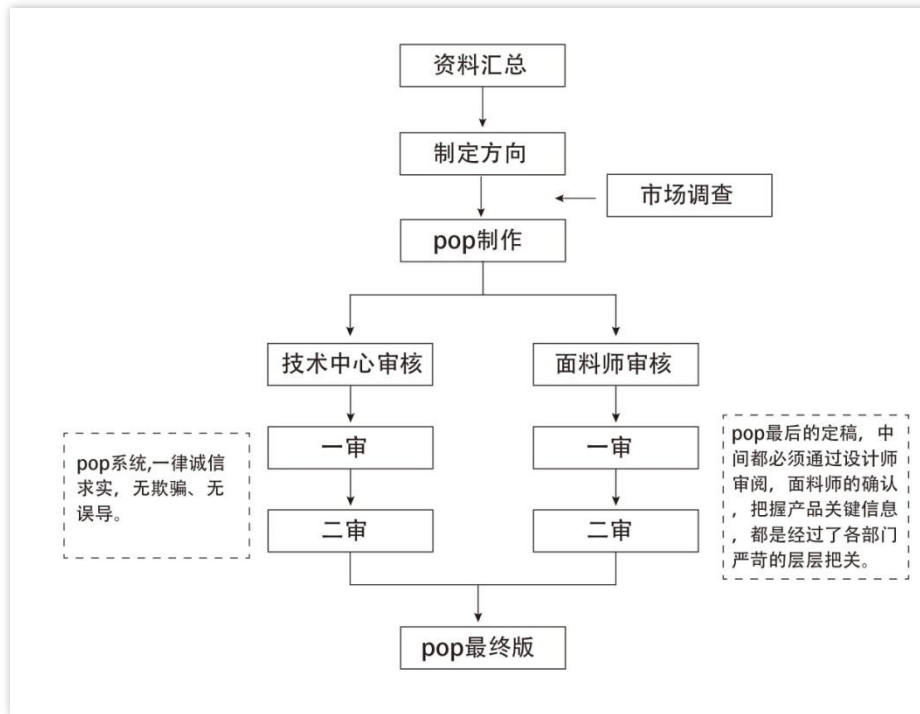 资料汇总
制定方向
市场调查
pop制作
技术中心审核
面料师审核
一审
一审
二审
二审
pop系统,一律诚信
求实，无欺骗、无
误导。
pop最后的定稿，中
间都必须通过设计师
审阅，面料师的确认
，把握产品关键信息
，都是经过了各部门
严苛的层层把关。
pop最终版